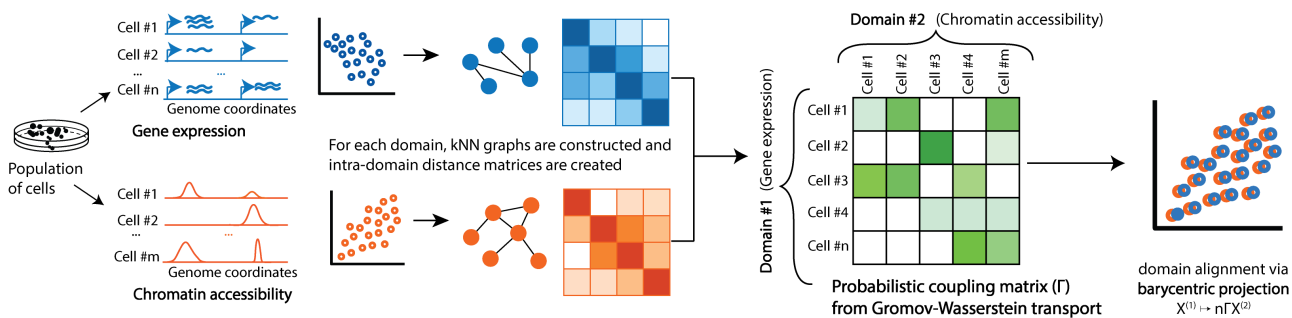 Population
of cells
Cell #1
Cell #2
...
...
Cell #n
Genome coordinates
Gene expression
Cell #1
Cell #2
...
...
Cell #m
Genome coordinates
Chromatin accessibility
For each domain, kNN graphs are constructed and
intra-domain distance matrices are created
Domain #2 (Chromatin accessibility)
Cell #1
Cell #2
Cell #3
Cell #4
Cell #m
Domain #1 (Gene expression)
Cell #1
Cell #2
Cell #3
Cell #4
Cell #n
Probabilistic coupling matrix (Γ)
from Gromov-Wasserstein transport
domain alignment via
barycentric projection
X⁽¹⁾ ↦ nΓX⁽²⁾